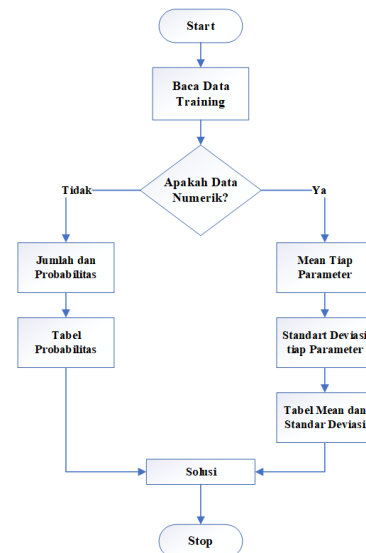 Start
Baca Data
Training
Apakah Data
Numerik?
Tidak
Ya
Jumlah dan
Probabilitas
Mean Tiap
Parameter
Tabel
Probabilitas
Standart Deviasi
tiap Parameter
Tabel Mean dan
Standar Deviasi
Solusi
Stop